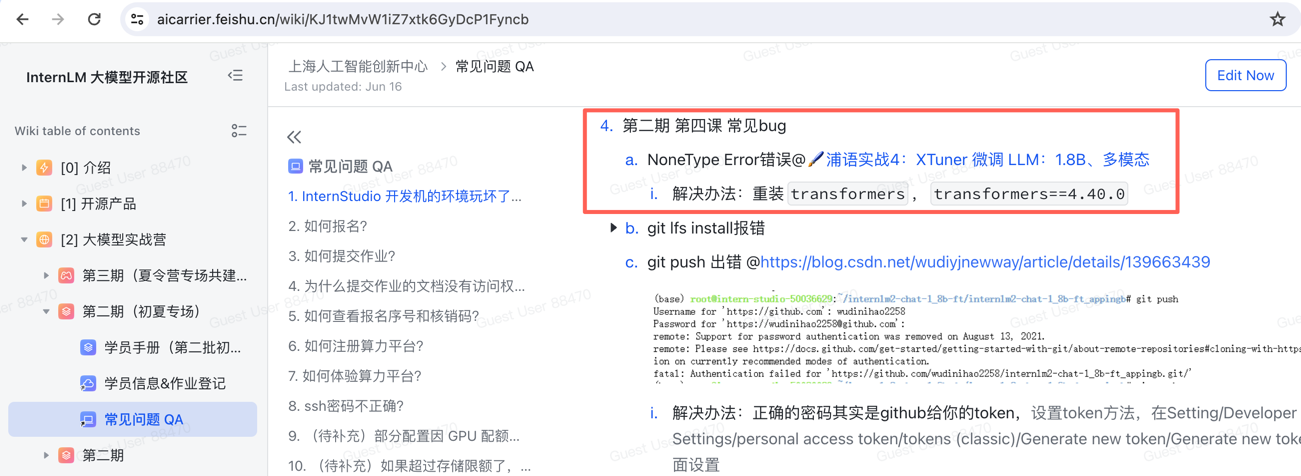 aicarrier.feishu.cn/wiki/KJ1twMvW1iZ7xtk6GyDcP1Fyncb
InternLM 大模型开源社区
Wiki table of contents
[0] 介绍
[1] 开源产品
[2] 大模型实战营
第三期（夏令营专场共建...
第二期（初夏专场）
学员手册（第二批初...
学员信息&作业登记
常见问题 QA
第二期
上海人工智能创新中心 > 常见问题 QA
Last updated: Jun 16
Edit Now
常见问题 QA
1. InternStudio 开发机的环境玩坏了...
2. 如何报名?
3. 如何提交作业?
4. 为什么提交作业的文档没有访问权...
5. 如何查看报名序号和核销码?
6. 如何注册算力平台?
7. 如何体验算力平台?
8. ssh密码不正确?
9. （待补充）部分配置因 GPU 配额...
10. （待补充）如果超过存储限额了，...
4. 第二期 第四课 常见bug
a. NoneType Error错误@🖊️浦语实战4：XTuner 微调 LLM：1.8B、多模态
i. 解决办法：重装 transformers ， transformers==4.40.0
b. git lfs install报错
c. git push 出错 @https://blog.csdn.net/wudiyjnewway/article/details/139663439
(base) root@intern-studio-50036629:~/internlm2-chat-1_8b-ft/internlm2-chat-1_8b-ft_appingb# git push
Username for 'https://github.com': wudinihao2258
Password for 'https://wudinihao2258@github.com':
remote: Support for password authentication was removed on August 13, 2021.
remote: Please see https://docs.github.com/get-started/getting-started-with-git/about-remote-repositories#cloning-with-https
ion on currently recommended modes of authentication.
fatal: Authentication failed for 'https://github.com/wudinihao2258/internlm2-chat-1_8b-ft_appingb.git/'
i. 解决办法：正确的密码其实是github给你的token，设置token方法，在Setting/Developer
Settings/personal access token/tokens (classic)/Generate new token/Generate new toke
面设置
Guest User 88470